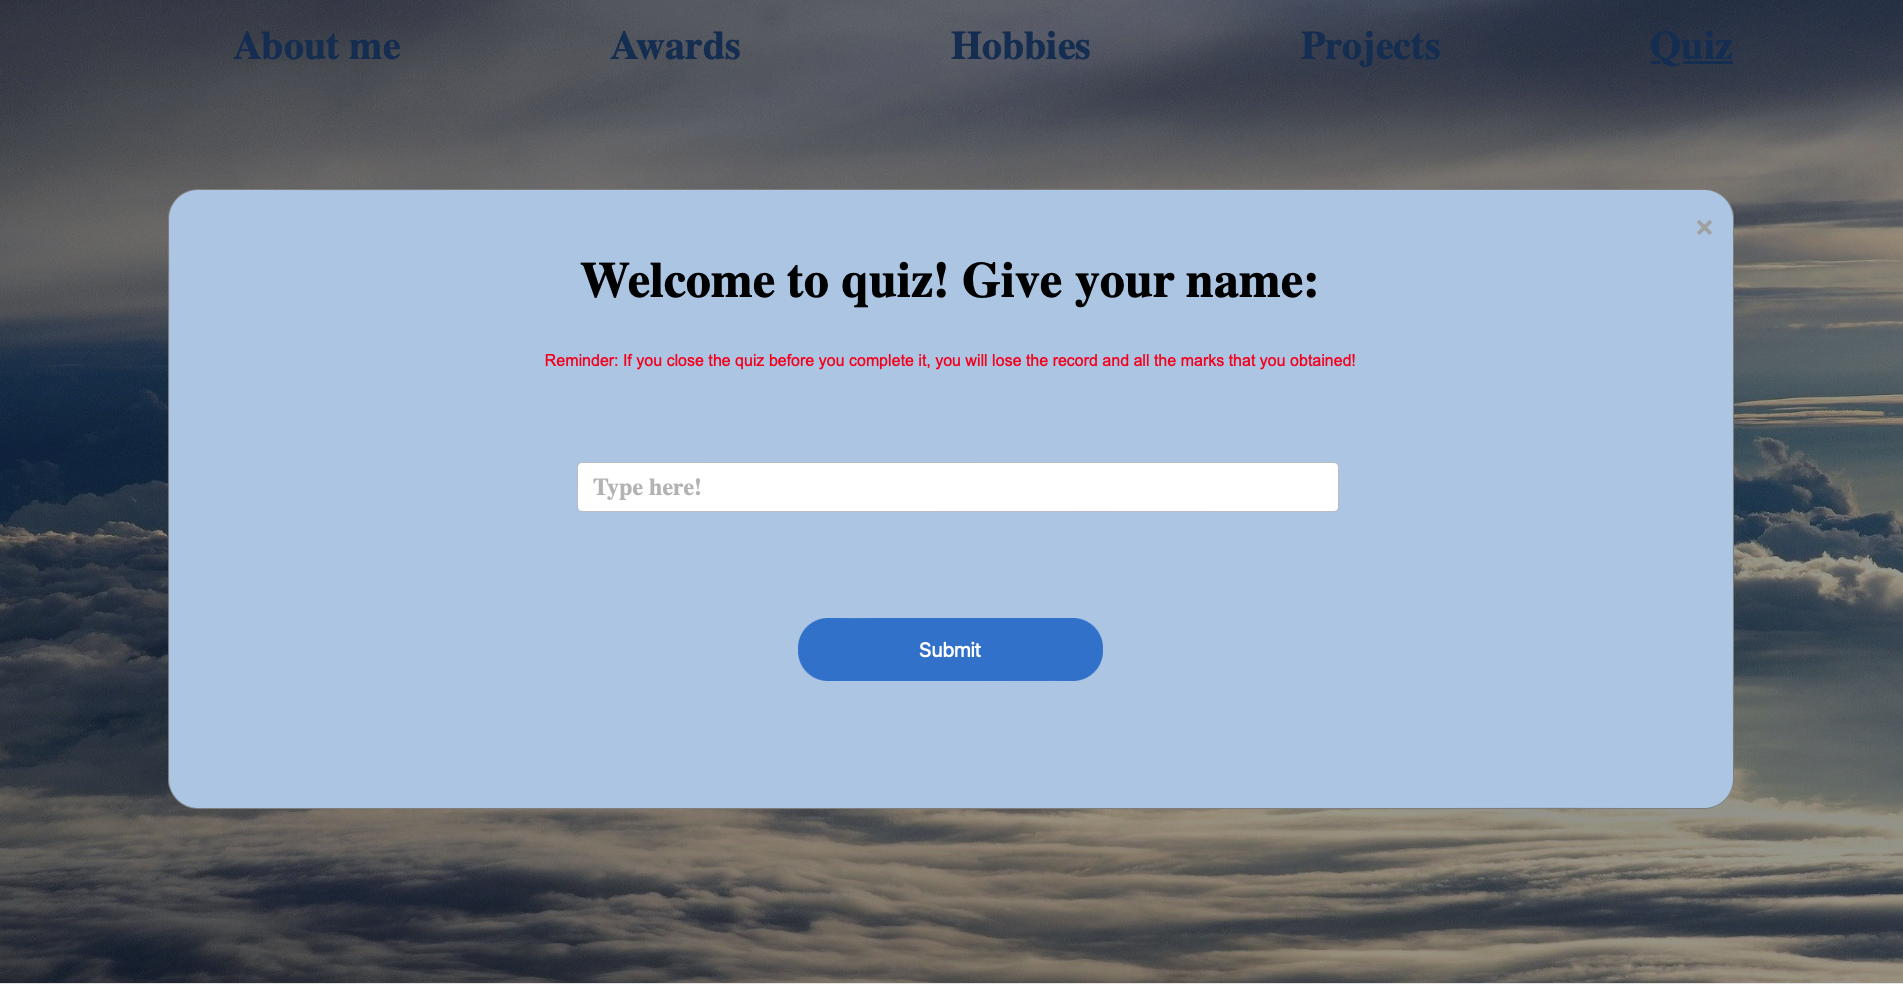 About me Awards Hobbies Projects Quiz
×
Welcome to quiz! Give your name:
Reminder: If you close the quiz before you complete it, you will lose the record and all the marks that you obtained!
Type here!
Submit